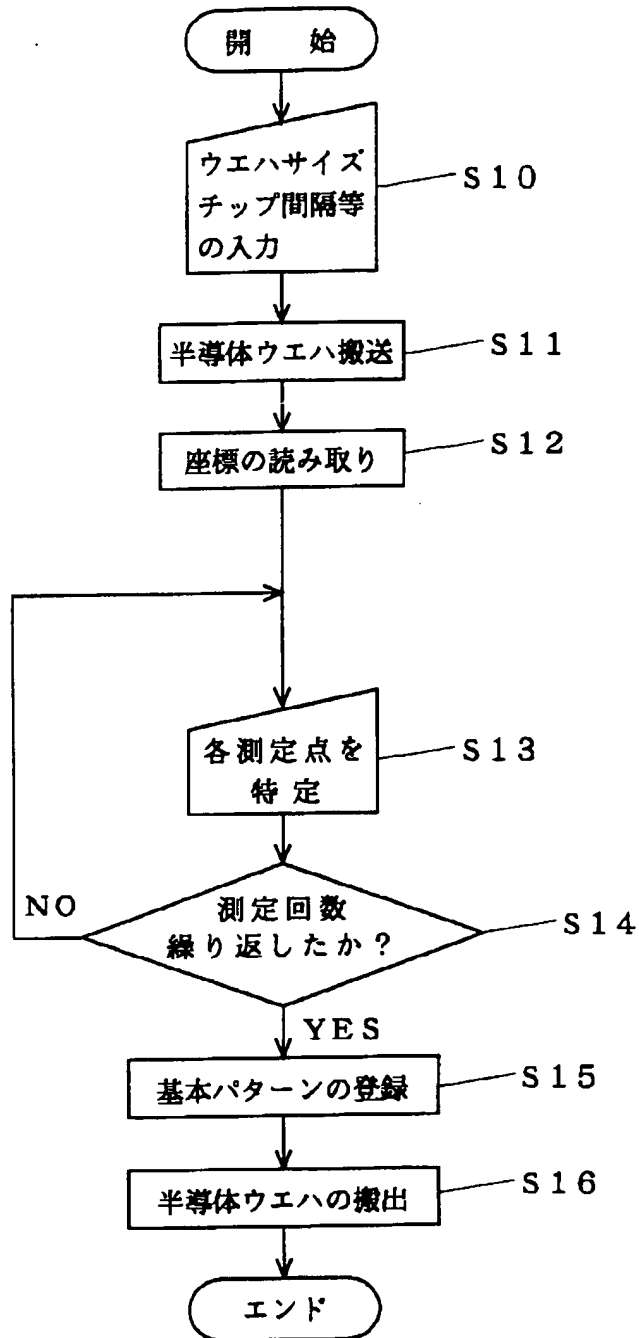 開 始
ウエハサイズ
チップ間隔等
の入力
S10
半導体ウエハ搬送
S11
座標の読み取り
S12
各測定点を
特定
S13
測定回数
繰り返したか？
S14
NO
YES
基本パターンの登録
S15
半導体ウエハの搬出
S16
エンド